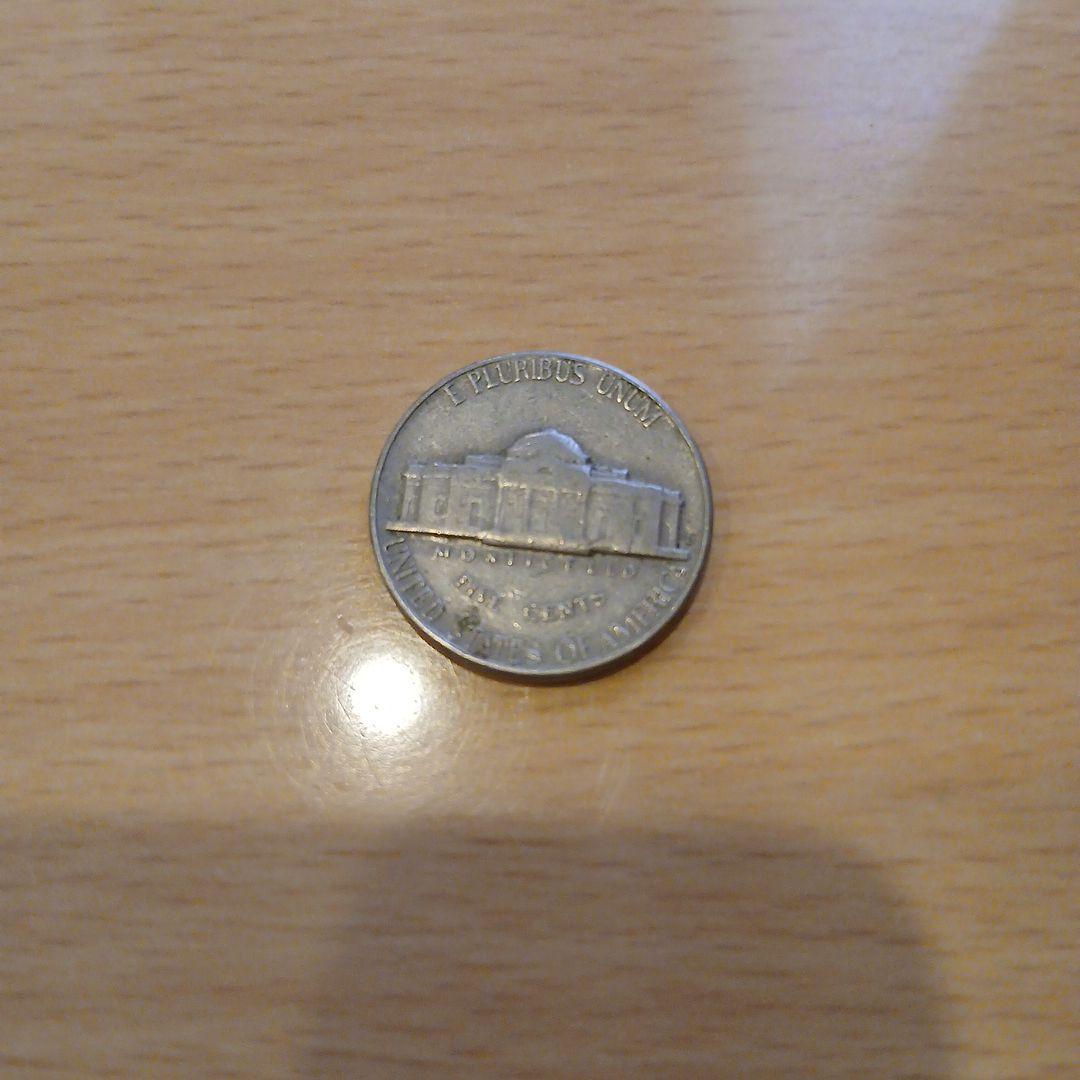 E PLURIBUS UNUM
MONTICELLO
FIVE CENTS
UNITED STATES OF AMERICA